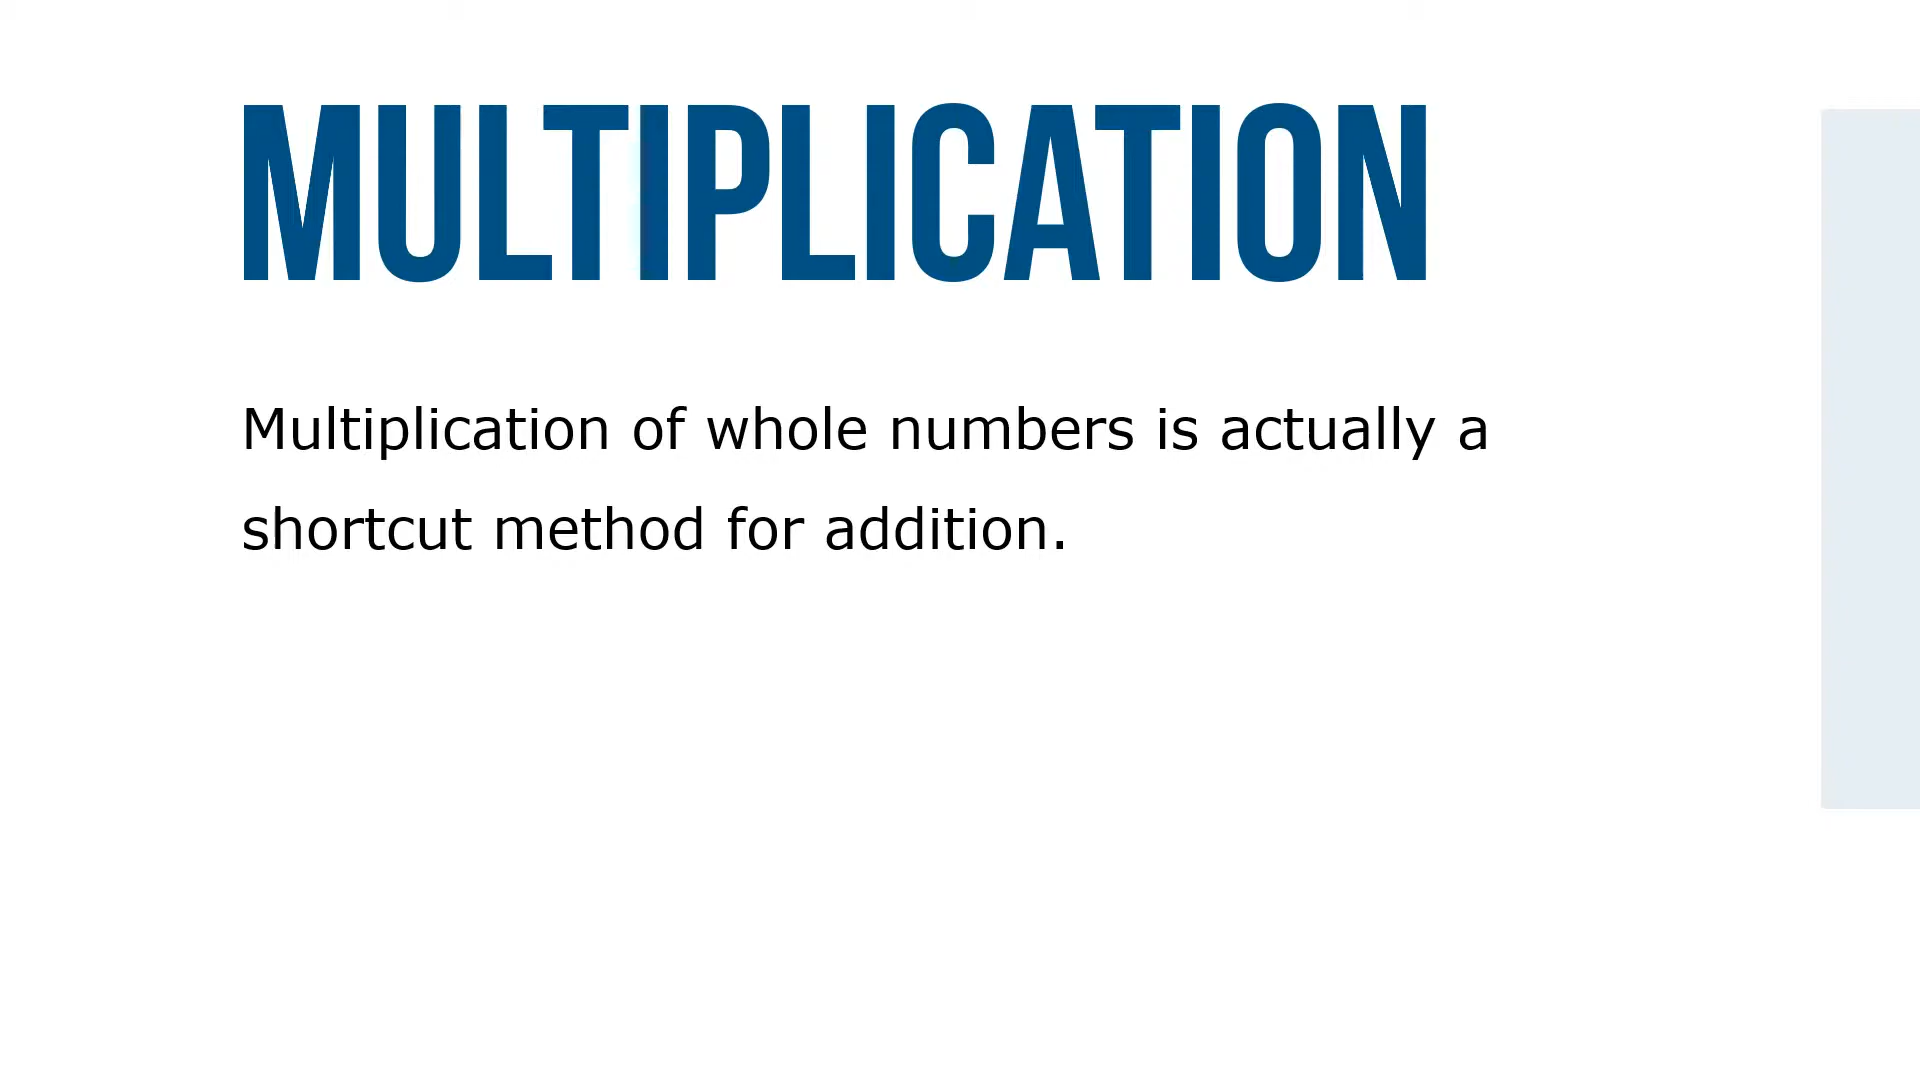 MULTIPLICATION
Multiplication of whole numbers is actually a
shortcut method for addition.